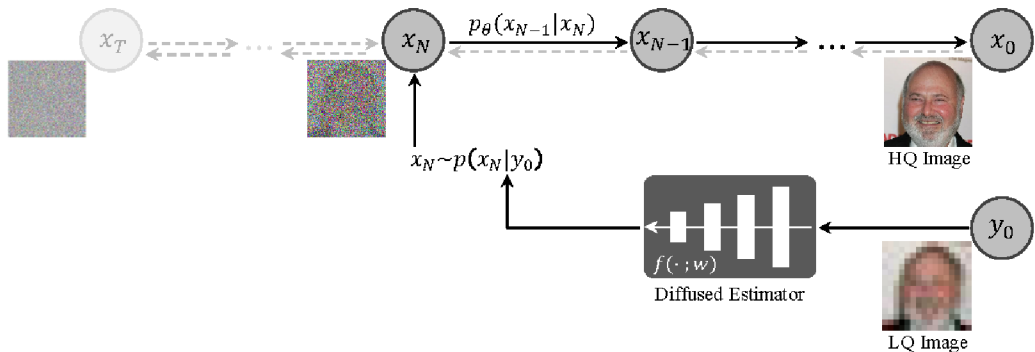 x_T ... x_N p_θ(x_{N−1}|x_N) x_{N−1} ... x_0
HQ Image
x_N~p(x_N|y_0)
f(·;w)
y_0
Diffused Estimator
LQ Image